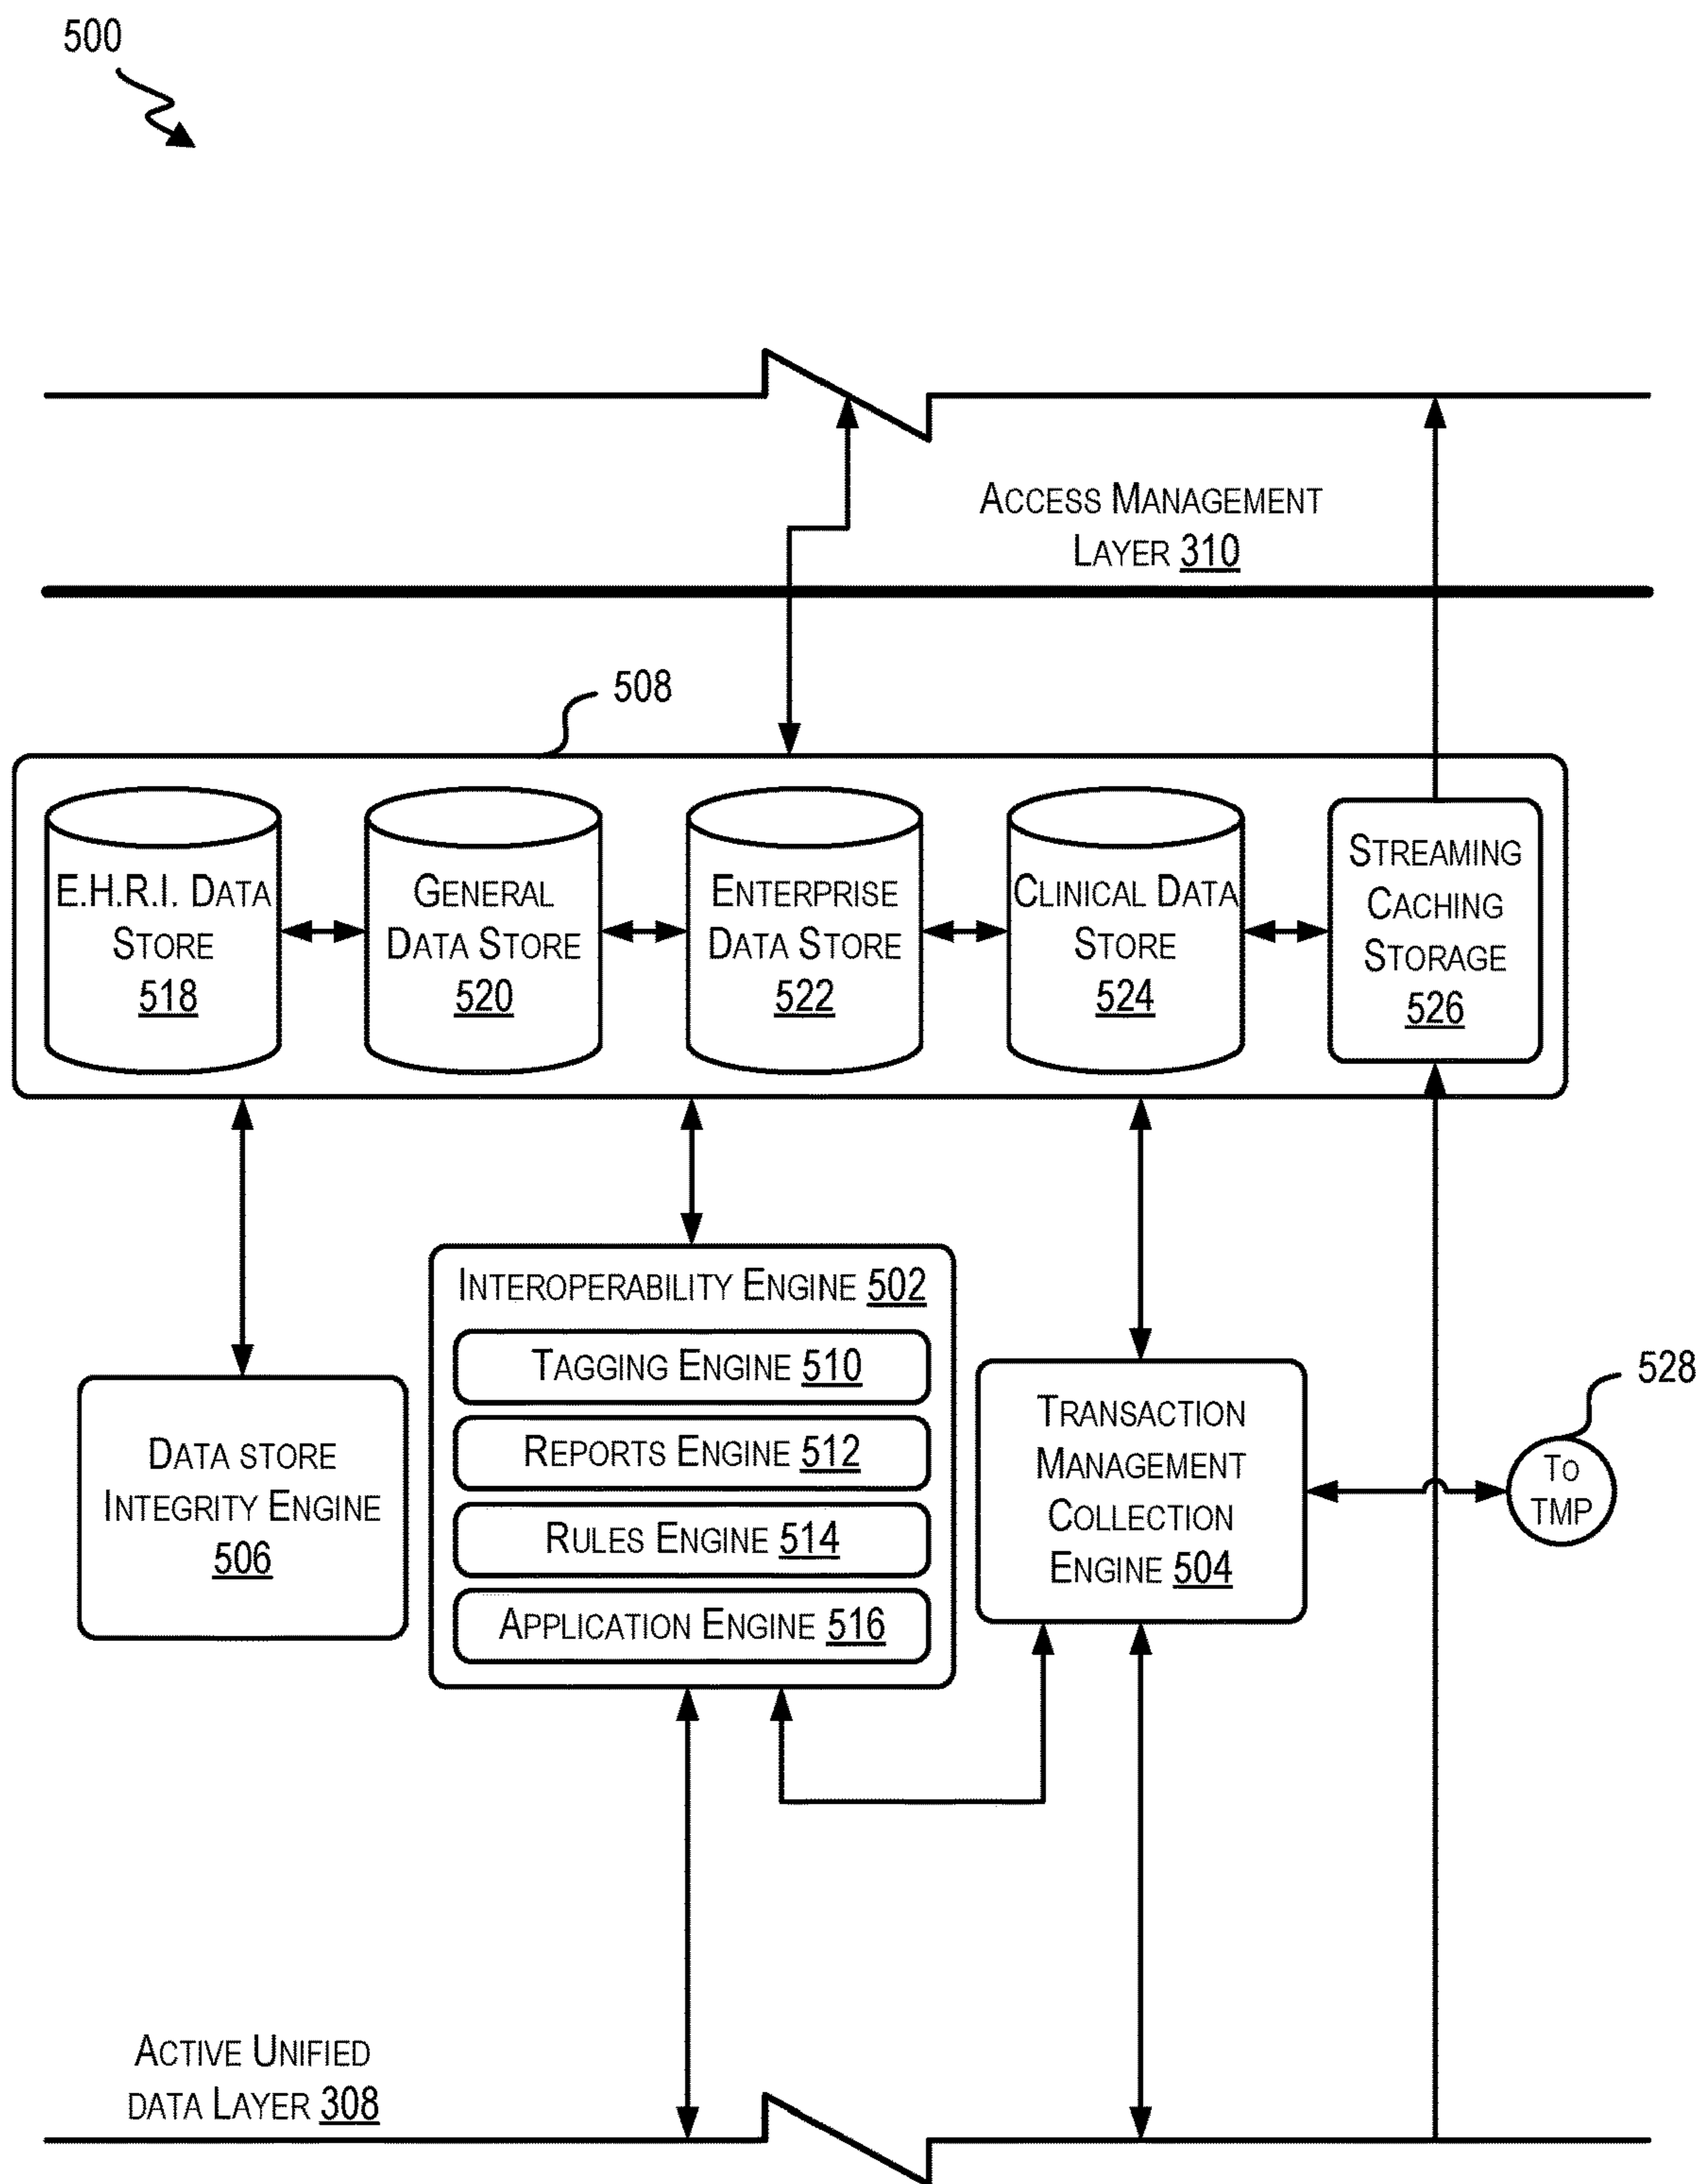 500
ACCESS MANAGEMENT
LAYER 310
508
E.H.R.I. DATA
STORE
518
GENERAL
DATA STORE
520
ENTERPRISE
DATA STORE
522
CLINICAL DATA
STORE
524
STREAMING
CACHING
STORAGE
526
INTEROPERABILITY ENGINE 502
TAGGING ENGINE 510
REPORTS ENGINE 512
RULES ENGINE 514
APPLICATION ENGINE 516
DATA STORE
INTEGRITY ENGINE
506
TRANSACTION
MANAGEMENT
COLLECTION
ENGINE 504
528
TO
TMP
ACTIVE UNIFIED
DATA LAYER 308